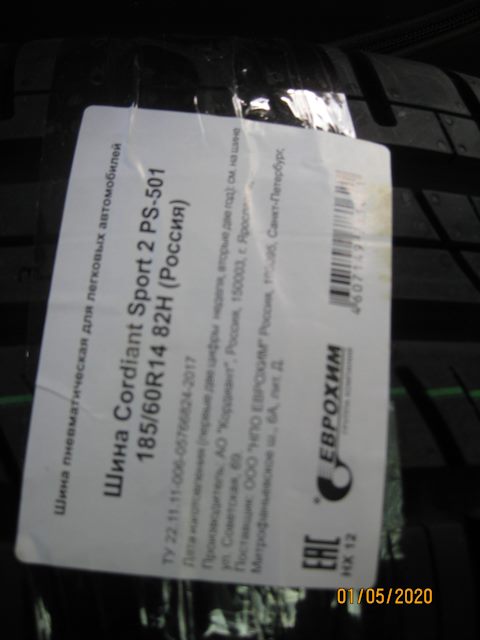 Шина пневматическая для легковых автомобилей
Шина Cordiant Sport 2 PS-501
185/60R14 82H (Россия)
ТУ 22.11.11-006-05766824-2017
Дата изготовления (первые две цифры неделя, вторые две год): см. на шине
Производитель: АО "Кордиант", Россия, 150003, г. Яросл
ул. Советская, 69.
Поставщик: ООО "НПО ЕВРОХИМ" Россия, Санкт-Петербург,
Митрофаньевское ш., 6А, лит. Д.
ЕВРОХИМ
ГРУППА КОМПАНИЙ
EAC
НХ 12
01/05/2020